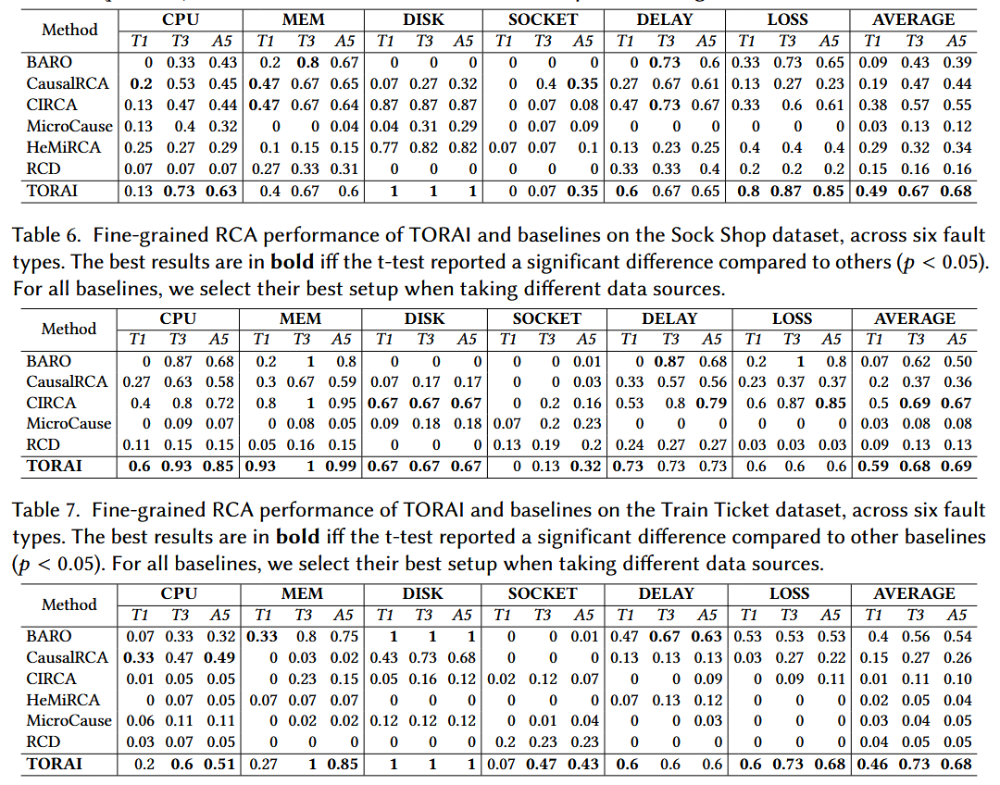 Method CPU MEM DISK SOCKET DELAY LOSS AVERAGE
T1 T3 A5 T1 T3 A5 T1 T3 A5 T1 T3 A5 T1 T3 A5 T1 T3 A5 T1 T3 A5
BARO 0 0.33 0.43 0.2 0.8 0.67 0 0 0 0 0 0 0 0.73 0.6 0.33 0.73 0.65 0.09 0.43 0.39
CausalRCA 0.2 0.53 0.45 0.47 0.67 0.65 0.07 0.27 0.32 0 0.4 0.35 0.27 0.67 0.61 0.13 0.27 0.23 0.19 0.47 0.44
CIRCA 0.13 0.47 0.44 0.47 0.67 0.64 0.87 0.87 0.87 0 0.07 0.08 0.47 0.73 0.67 0.33 0.6 0.61 0.38 0.57 0.55
MicroCause 0.13 0.4 0.32 0 0 0.04 0.04 0.31 0.29 0 0.07 0.09 0 0 0 0 0 0 0.03 0.13 0.12
HeMiRCA 0.25 0.27 0.29 0.1 0.15 0.15 0.77 0.82 0.82 0.07 0.07 0.1 0.13 0.23 0.25 0.4 0.4 0.4 0.29 0.32 0.34
RCD 0.07 0.07 0.07 0.27 0.33 0.31 0 0 0 0 0 0 0.33 0.33 0.4 0.2 0.2 0.2 0.15 0.16 0.16
TORAI 0.13 0.73 0.63 0.4 0.67 0.6 1 1 1 0 0.07 0.35 0.6 0.67 0.65 0.8 0.87 0.85 0.49 0.67 0.68
Table 6. Fine-grained RCA performance of TORAI and baselines on the Sock Shop dataset, across six fault
types. The best results are in bold iff the t-test reported a significant difference compared to others (p < 0.05).
For all baselines, we select their best setup when taking different data sources.
Method CPU MEM DISK SOCKET DELAY LOSS AVERAGE
T1 T3 A5 T1 T3 A5 T1 T3 A5 T1 T3 A5 T1 T3 A5 T1 T3 A5 T1 T3 A5
BARO 0 0.87 0.68 0.2 1 0.8 0 0 0 0 0 0.01 0 0.87 0.68 0.2 1 0.8 0.07 0.62 0.50
CausalRCA 0.27 0.63 0.58 0.3 0.67 0.59 0.07 0.17 0.17 0 0 0.03 0.33 0.57 0.56 0.23 0.37 0.37 0.2 0.37 0.36
CIRCA 0.4 0.8 0.72 0.8 1 0.95 0.67 0.67 0.67 0 0.2 0.16 0.53 0.8 0.79 0.6 0.87 0.85 0.5 0.69 0.67
MicroCause 0 0.09 0.07 0 0.08 0.05 0.09 0.18 0.18 0.07 0.2 0.23 0 0 0 0 0 0 0.03 0.08 0.08
RCD 0.11 0.15 0.15 0.05 0.16 0.15 0 0 0 0.13 0.19 0.2 0.24 0.27 0.27 0.03 0.03 0.03 0.09 0.13 0.13
TORAI 0.6 0.93 0.85 0.93 1 0.99 0.67 0.67 0.67 0 0.13 0.32 0.73 0.73 0.73 0.6 0.6 0.6 0.59 0.68 0.69
Table 7. Fine-grained RCA performance of TORAI and baselines on the Train Ticket dataset, across six fault
types. The best results are in bold iff the t-test reported a significant difference compared to other baselines
(p < 0.05). For all baselines, we select their best setup when taking different data sources.
Method CPU MEM DISK SOCKET DELAY LOSS AVERAGE
T1 T3 A5 T1 T3 A5 T1 T3 A5 T1 T3 A5 T1 T3 A5 T1 T3 A5 T1 T3 A5
BARO 0.07 0.33 0.32 0.33 0.8 0.75 1 1 1 0 0 0.01 0.47 0.67 0.63 0.53 0.53 0.53 0.4 0.56 0.54
CausalRCA 0.33 0.47 0.49 0 0.03 0.02 0.43 0.73 0.68 0 0 0 0.13 0.13 0.13 0.03 0.27 0.22 0.15 0.27 0.26
CIRCA 0.01 0.05 0.05 0 0.23 0.15 0.05 0.16 0.12 0.02 0.12 0.07 0 0 0.09 0 0.09 0.11 0.01 0.11 0.10
HeMiRCA 0 0.07 0.05 0.07 0.07 0.07 0 0 0 0 0 0 0.07 0.13 0.12 0 0 0 0.02 0.05 0.04
MicroCause 0.06 0.11 0.11 0 0.02 0.02 0.12 0.12 0.12 0 0.01 0.04 0 0 0.03 0 0 0 0.03 0.04 0.05
RCD 0.03 0.07 0.05 0 0 0 0 0 0 0.2 0.23 0.23 0 0 0 0 0 0 0.04 0.05 0.05
TORAI 0.2 0.6 0.51 0.27 1 0.85 1 1 1 0.07 0.47 0.43 0.6 0.6 0.6 0.6 0.73 0.68 0.46 0.73 0.68